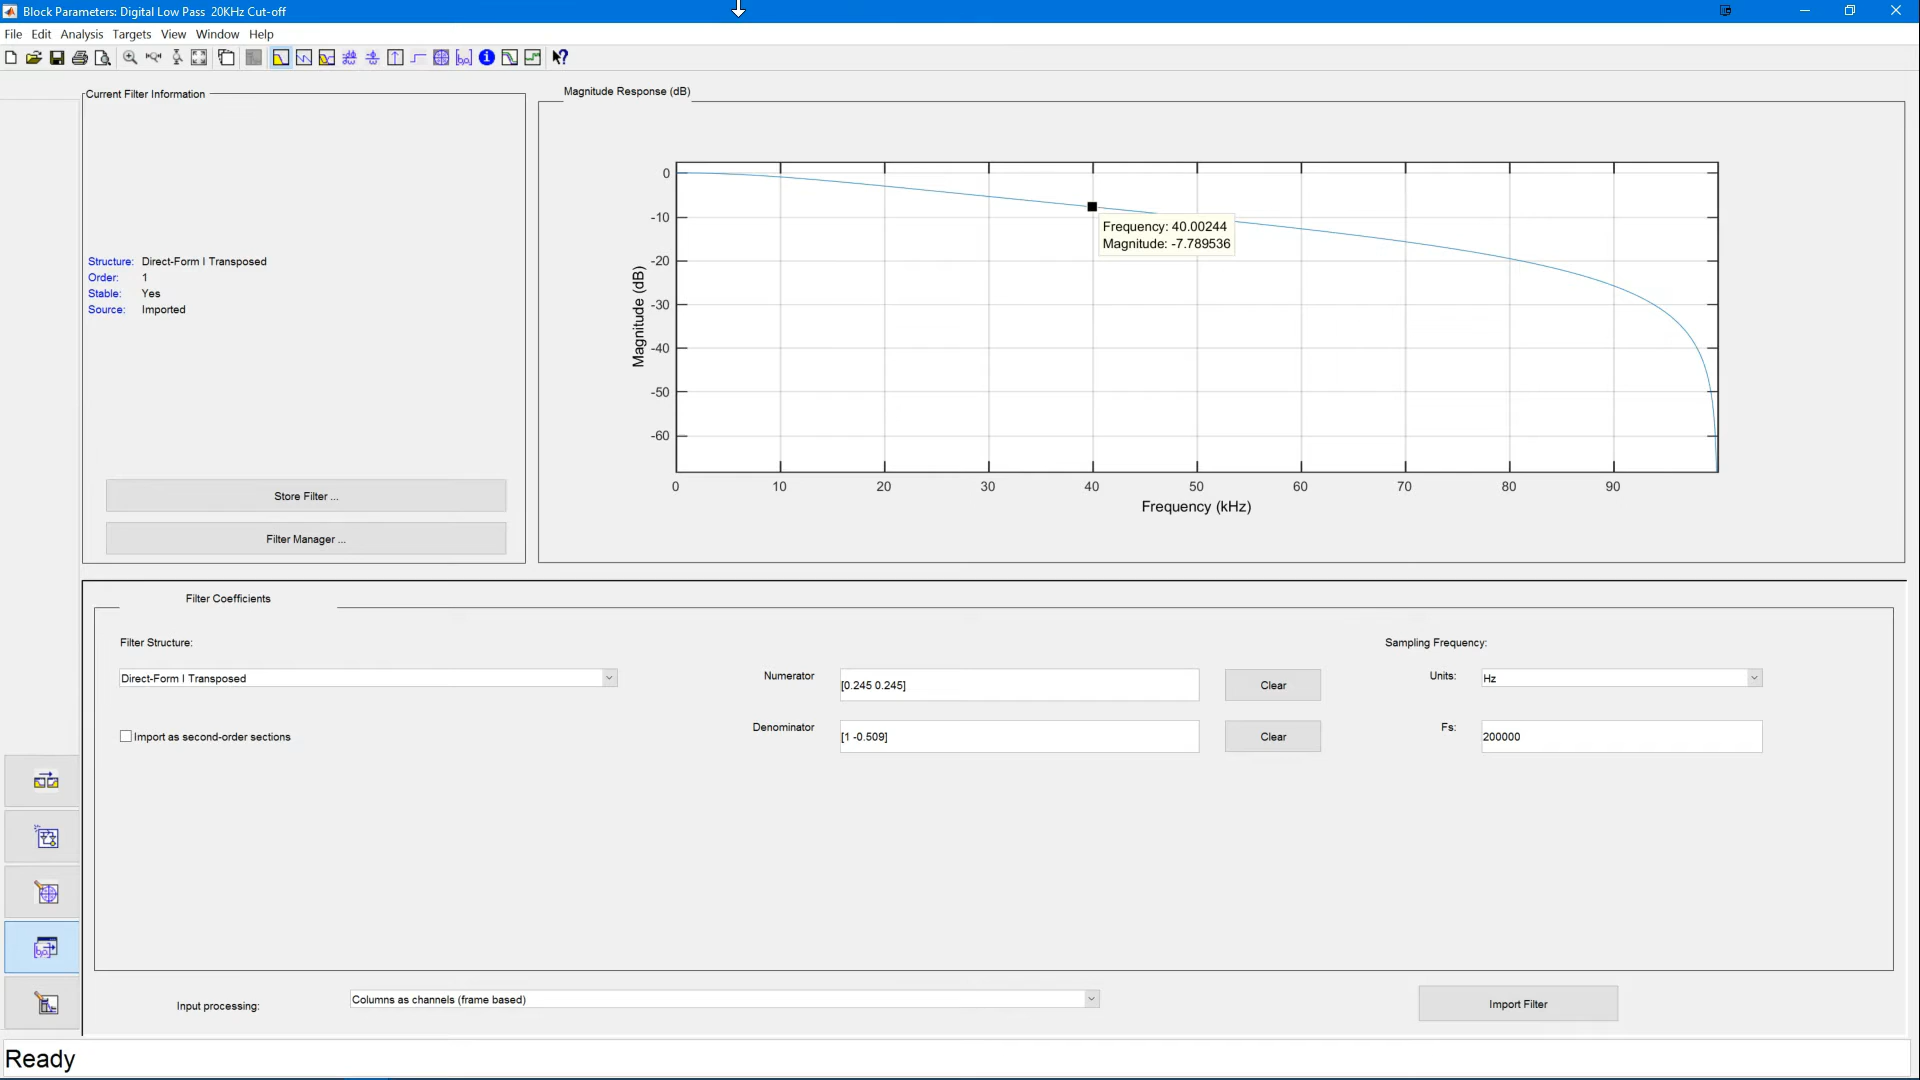 Block Parameters: Digital Low Pass  20KHz Cut-off
File Edit Analysis Targets View Window Help
Current Filter Information
Structure: Direct-Form I Transposed
Order: 1
Stable: Yes
Source: Imported
Store Filter ...
Filter Manager ...
Magnitude Response (dB)
0
-10
-20
-30
-40
-50
-60
Magnitude (dB)
Frequency: 40.00244
Magnitude: -7.789536
0 10 20 30 40 50 60 70 80 90
Frequency (kHz)
Filter Coefficients
Filter Structure:
Direct-Form I Transposed
Import as second-order sections
Numerator [0.245 0.245] Clear
Denominator [1 -0.509] Clear
Sampling Frequency:
Units: Hz
Fs: 200000
Input processing: Columns as channels (frame based)
Import Filter
Ready